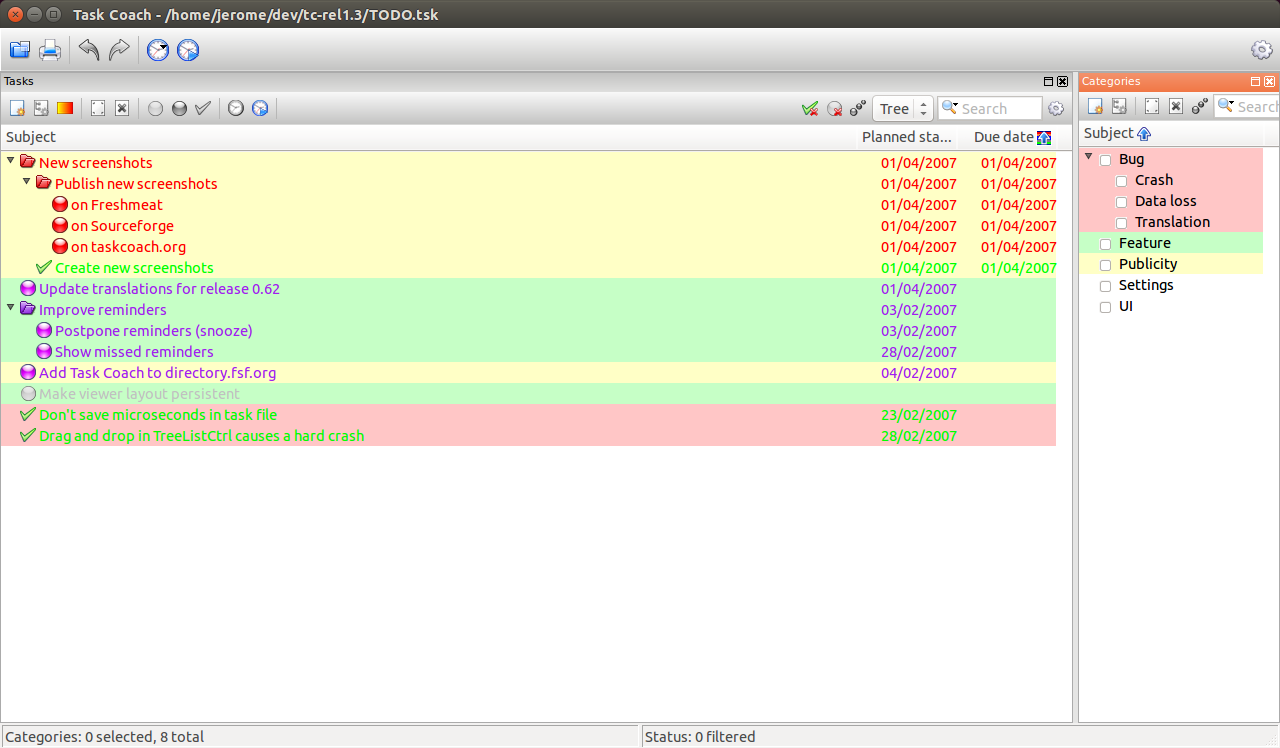 Task Coach - /home/jerome/dev/tc-rel1.3/TODO.tsk
Tasks
Tree
Search
Subject Planned sta... Due date
New screenshots 01/04/2007 01/04/2007
Publish new screenshots 01/04/2007 01/04/2007
on Freshmeat 01/04/2007 01/04/2007
on Sourceforge 01/04/2007 01/04/2007
on taskcoach.org 01/04/2007 01/04/2007
Create new screenshots 01/04/2007 01/04/2007
Update translations for release 0.62 01/04/2007
Improve reminders 03/02/2007
Postpone reminders (snooze) 03/02/2007
Show missed reminders 28/02/2007
Add Task Coach to directory.fsf.org 04/02/2007
Make viewer layout persistent
Don't save microseconds in task file 23/02/2007
Drag and drop in TreeListCtrl causes a hard crash 28/02/2007
Categories
Search
Subject
Bug
Crash
Data loss
Translation
Feature
Publicity
Settings
UI
Categories: 0 selected, 8 total
Status: 0 filtered